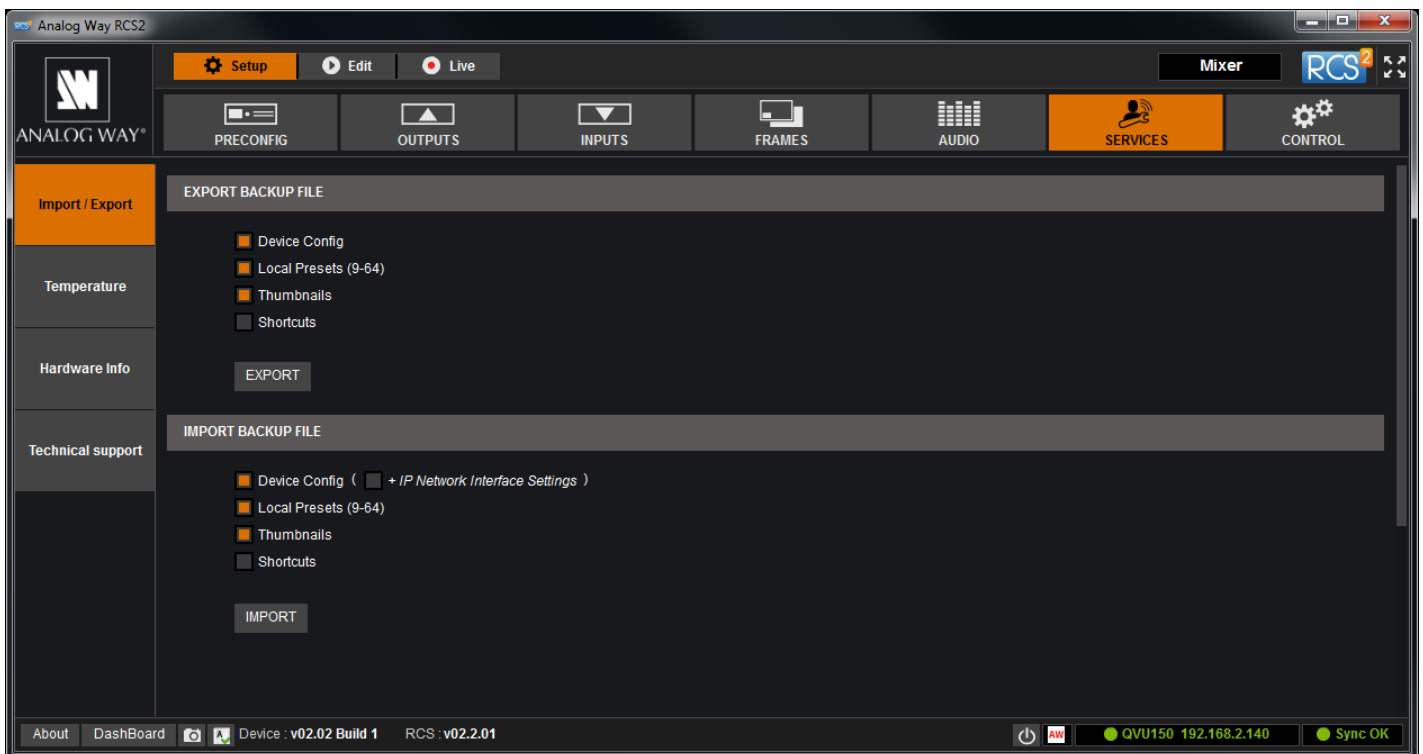 Analog Way RCS2
Setup
Edit
Live
Mixer
RCS2
ANALOG WAY®
PRECONFIG
OUTPUTS
INPUTS
FRAMES
AUDIO
SERVICES
CONTROL
Import / Export
Temperature
Hardware Info
Technical support
EXPORT BACKUP FILE
Device Config
Local Presets (9-64)
Thumbnails
Shortcuts
EXPORT
IMPORT BACKUP FILE
Device Config ( + IP Network Interface Settings )
Local Presets (9-64)
Thumbnails
Shortcuts
IMPORT
About
DashBoard
Device : v02.02 Build 1
RCS : v02.2.01
AW
QVU150 192.168.2.140
Sync OK